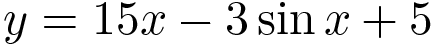 y = 15x − 3 sin x + 5